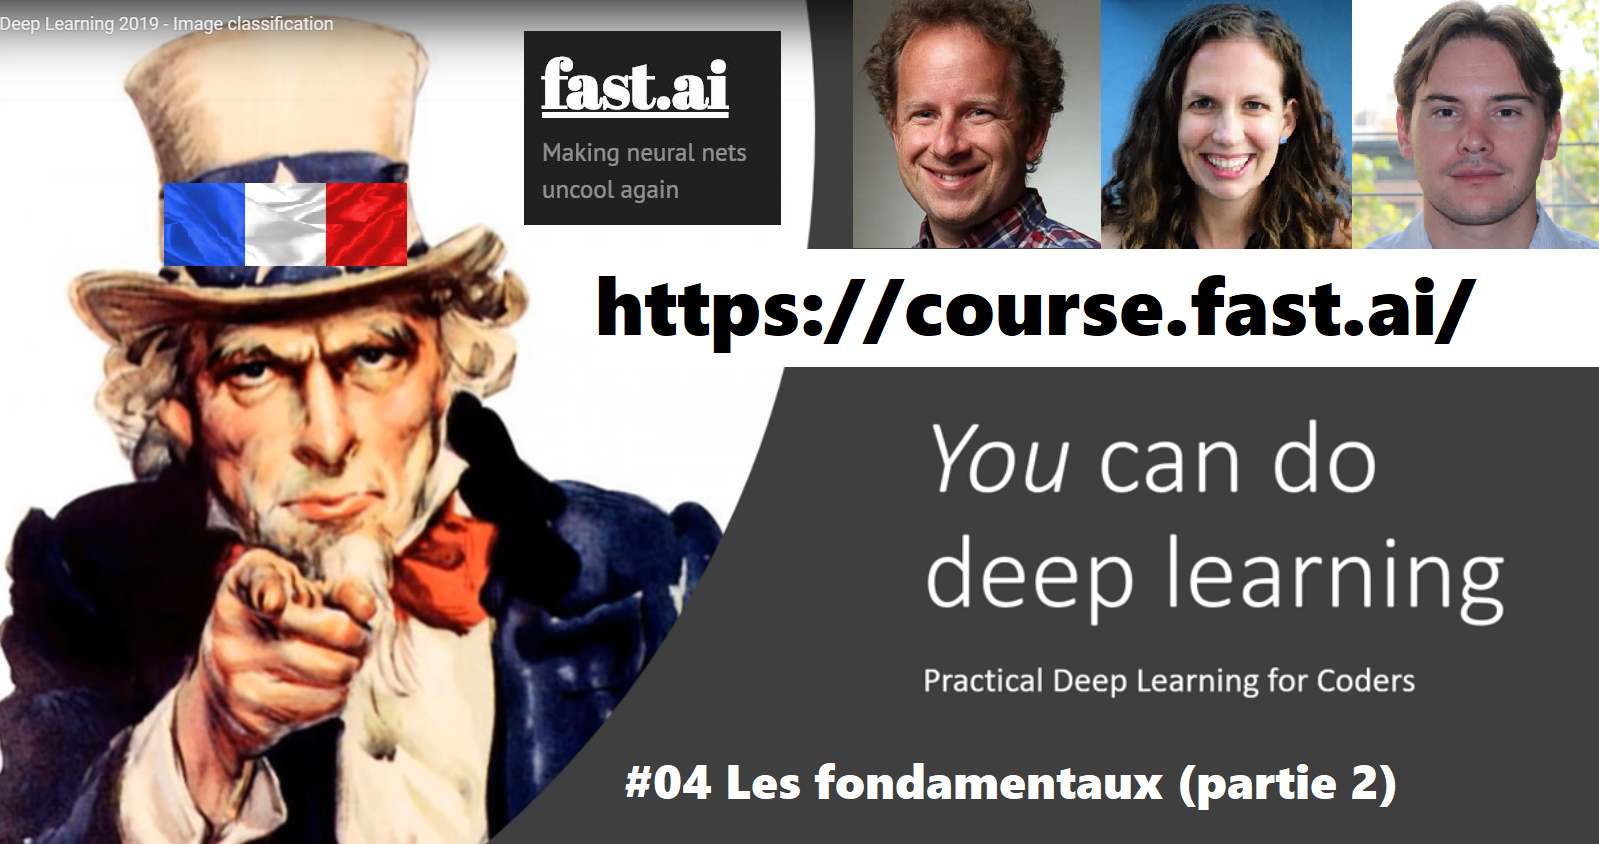 Deep Learning 2019 - Image classification
fast.ai
Making neural nets
uncool again
https://course.fast.ai/
You can do
deep learning
Practical Deep Learning for Coders
#04 Les fondamentaux (partie 2)